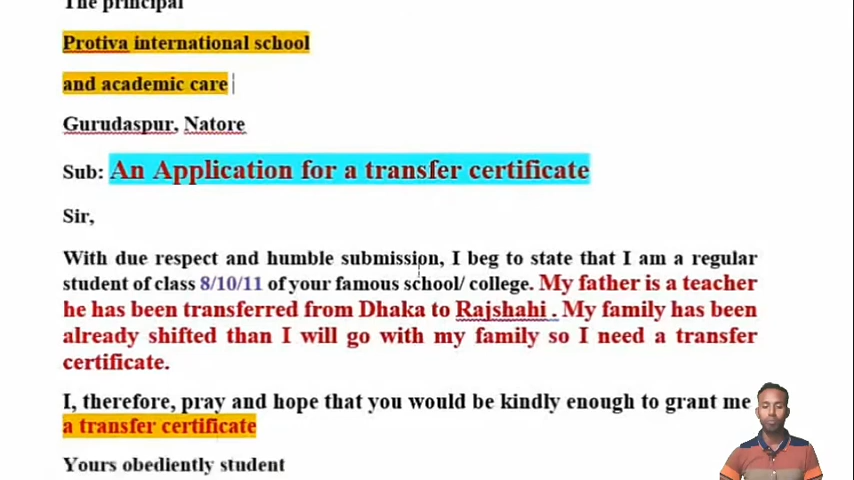 The principal
Protiva international school
and academic care
Gurudaspur, Natore
Sub: An Application for a transfer certificate
Sir,
With due respect and humble submission, I beg to state that I am a regular
student of class 8/10/11 of your famous school/ college. My father is a teacher
he has been transferred from Dhaka to Rajshahi . My family has been
already shifted than I will go with my family so I need a transfer
certificate.
I, therefore, pray and hope that you would be kindly enough to grant me
a transfer certificate
Yours obediently student